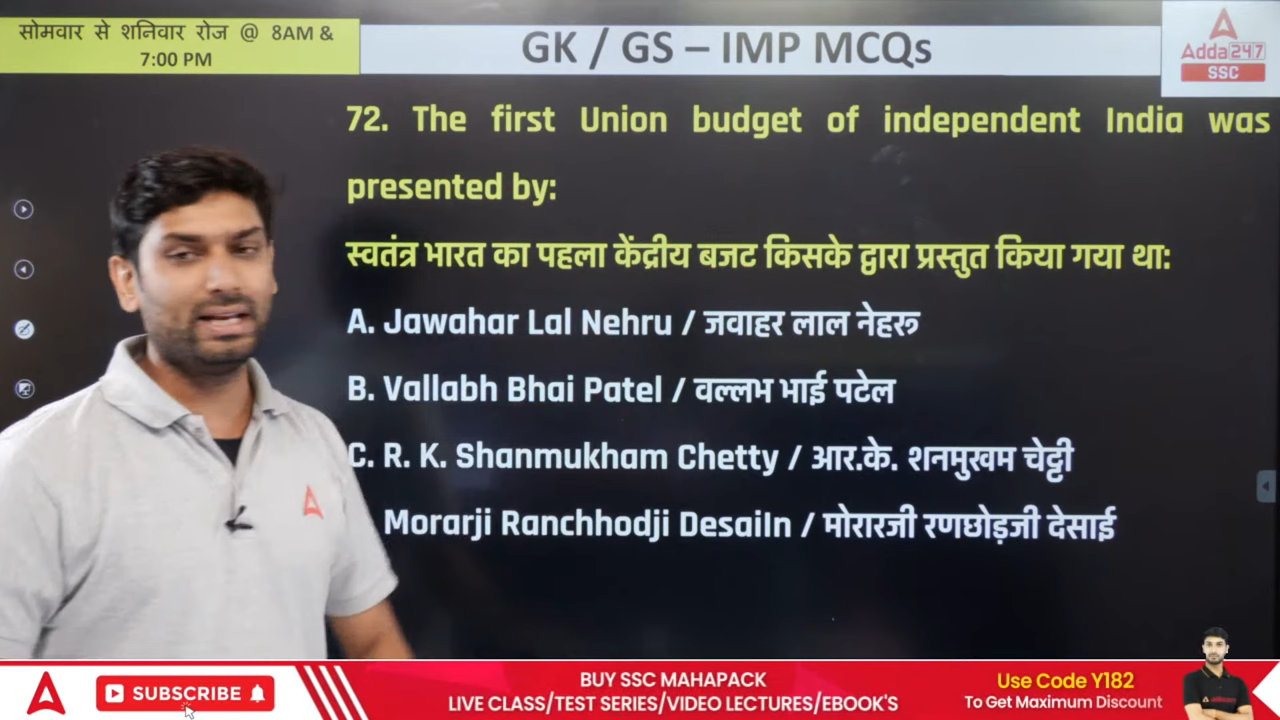 सोमवार से शनिवार रोज @ 8AM &
7:00 PM
GK / GS – IMP MCQs
Adda247
SSC
72. The first Union budget of independent India was
presented by:
स्वतंत्र भारत का पहला केंद्रीय बजट किसके द्वारा प्रस्तुत किया गया था:
A. Jawahar Lal Nehru / जवाहर लाल नेहरू
B. Vallabh Bhai Patel / वल्लभ भाई पटेल
C. R. K. Shanmukham Chetty / आर.के. शनमुखम चेट्टी
Morarji Ranchhodji DesaiIn / मोरारजी रणछोड़जी देसाई
SUBSCRIBE
BUY SSC MAHAPACK
LIVE CLASS/TEST SERIES/VIDEO LECTURES/EBOOK'S
Use Code Y182
To Get Maximum Discount